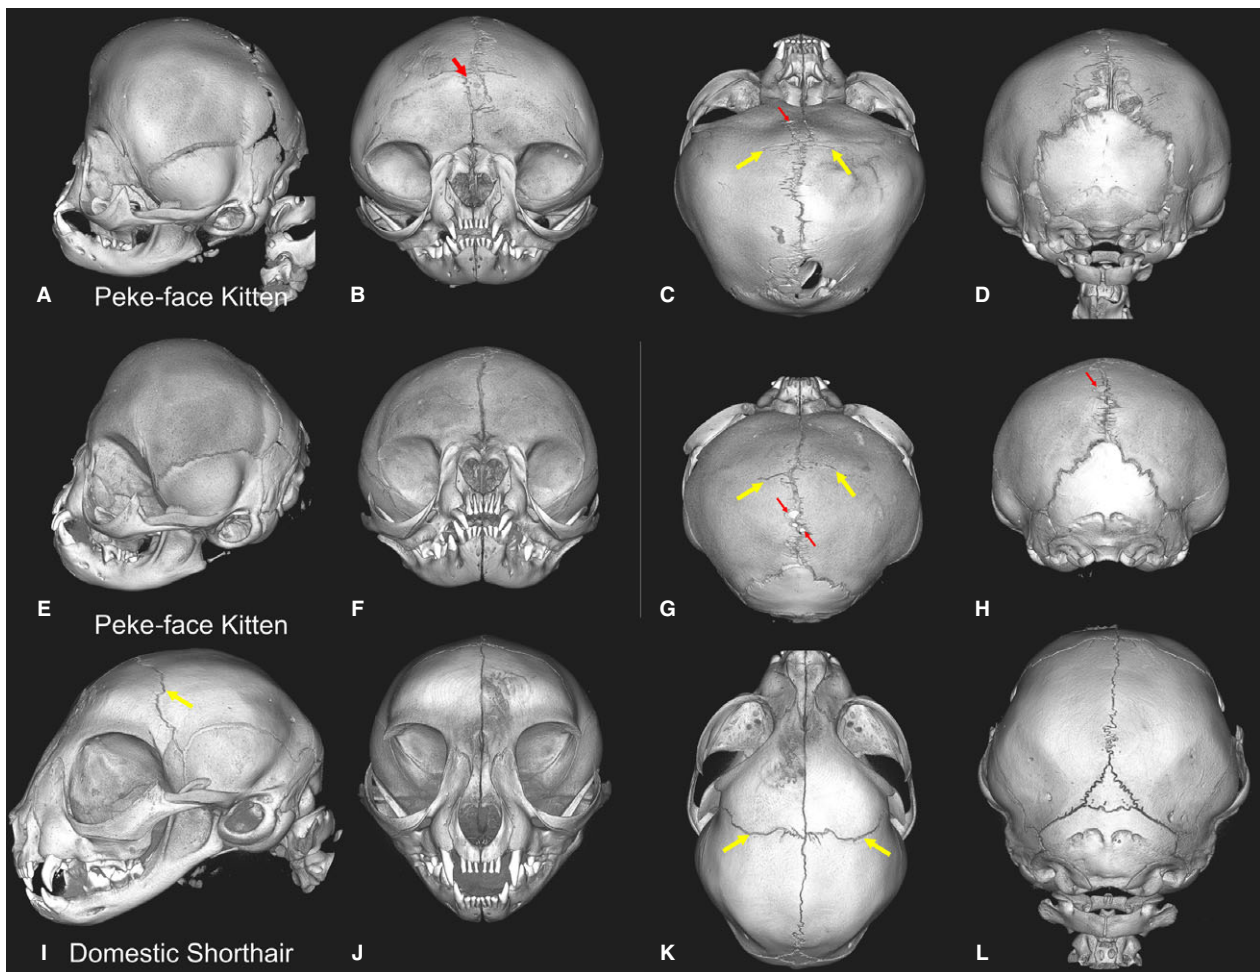 A
Peke-face Kitten
B
C
D
E
Peke-face Kitten
F
G
H
I
Domestic Shorthair
J
K
L